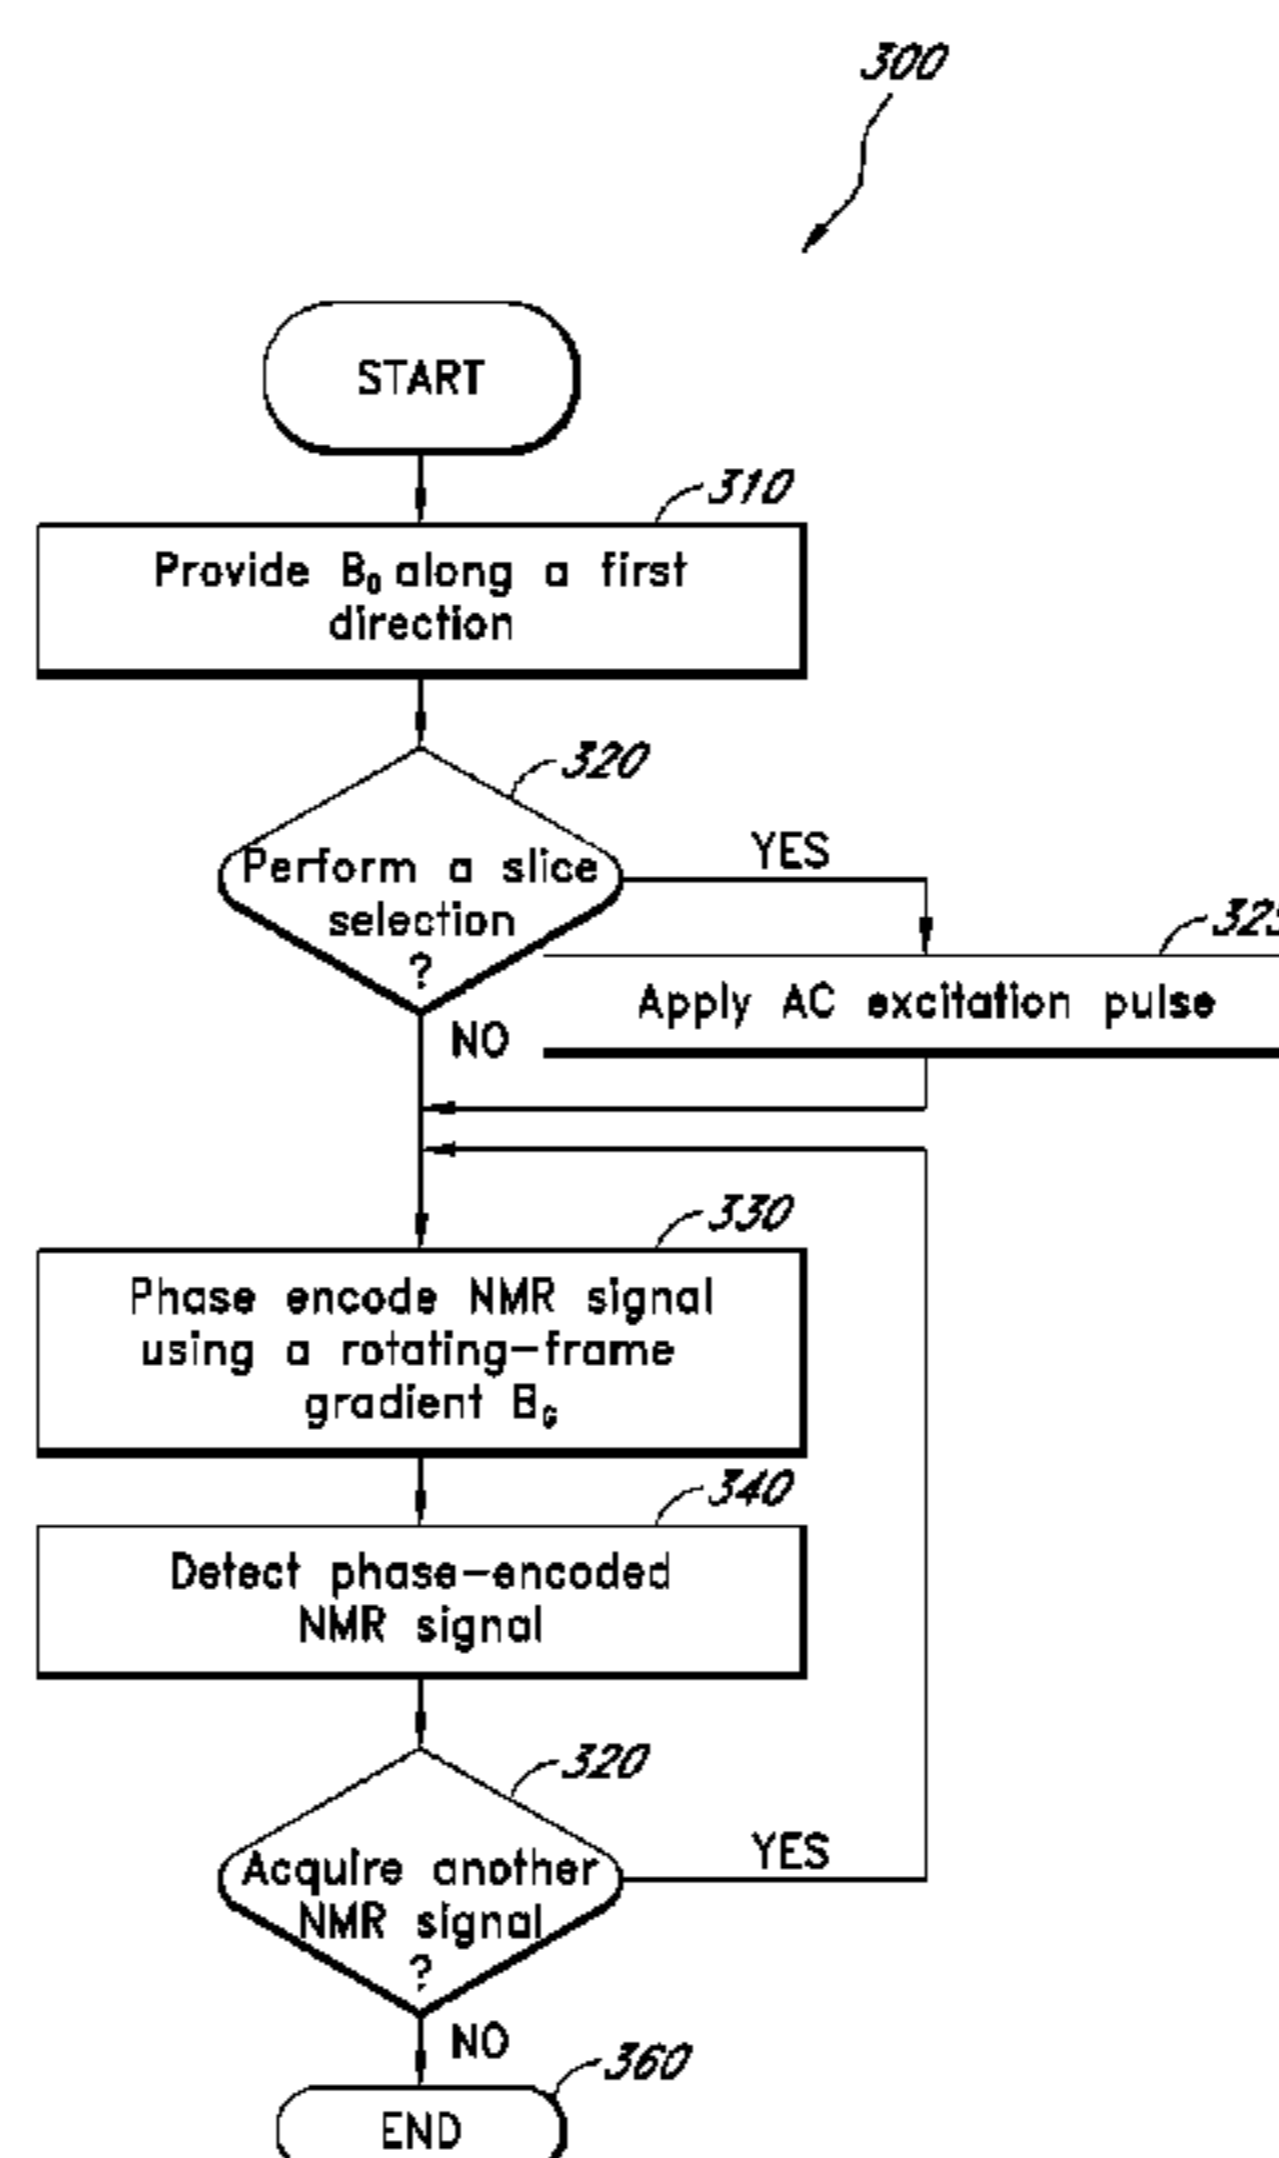 300
START
310
Provide B₀ along a first
direction
320
Perform a slice
selection
?
YES
NO
Apply AC excitation pulse
330
Phase encode NMR signal
using a rotating-frame
gradient B_G
340
Detect phase-encoded
NMR signal
320
Acquire another
NMR signal
?
YES
NO
360
END